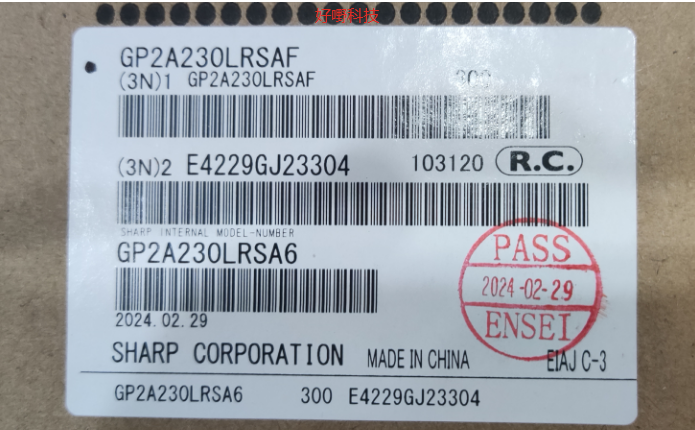 好嘞科技
GP2A230LRSAF
(3N)1 GP2A230LRSAF 300
(3N)2 E4229GJ23304 103120 R.C.
SHARP INTERNAL MODEL-NUMBER
GP2A230LRSA6
PASS
2024-02-29
ENSEI
2024.02.29
SHARP CORPORATION MADE IN CHINA EIAJ C-3
GP2A230LRSA6 300 E4229GJ23304